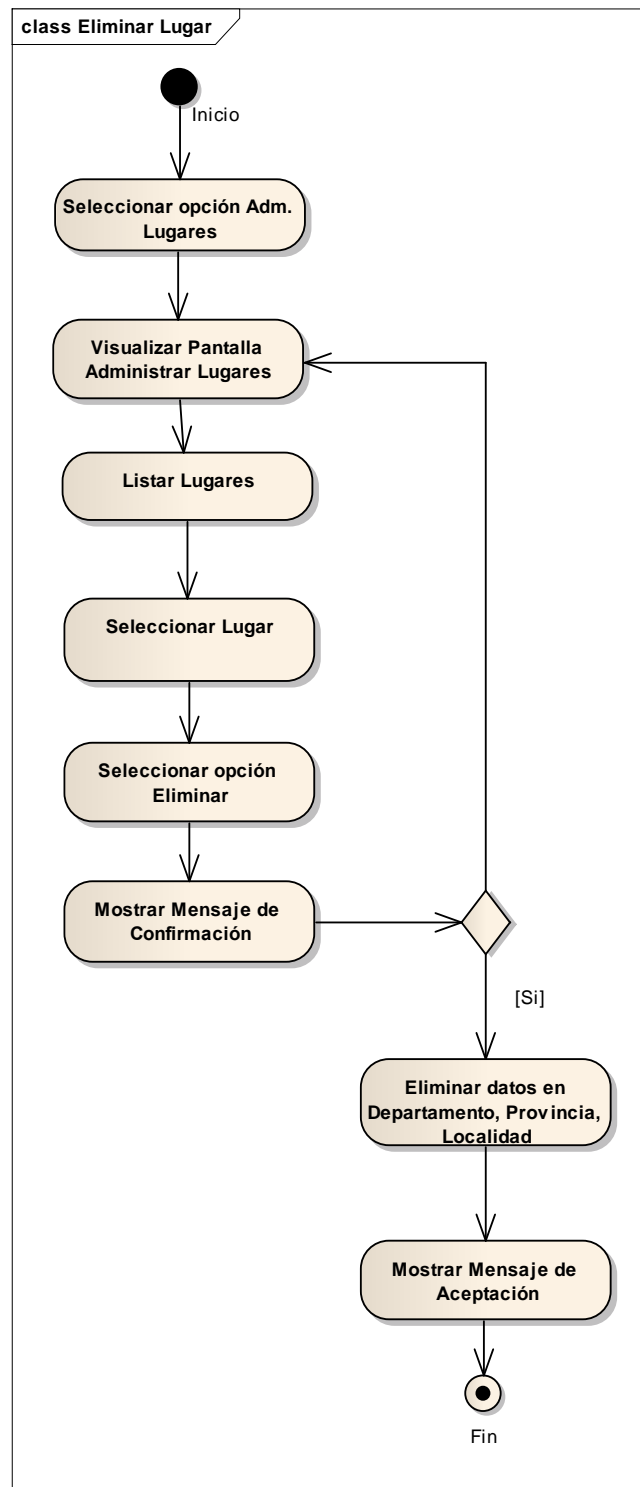 class Eliminar Lugar
Inicio
Seleccionar opción Adm.
Lugares
Visualizar Pantalla
Administrar Lugares
Listar Lugares
Seleccionar Lugar
Seleccionar opción
Eliminar
Mostrar Mensaje de
Confirmación
[Si]
Eliminar datos en
Departamento, Provincia,
Localidad
Mostrar Mensaje de
Aceptación
Fin